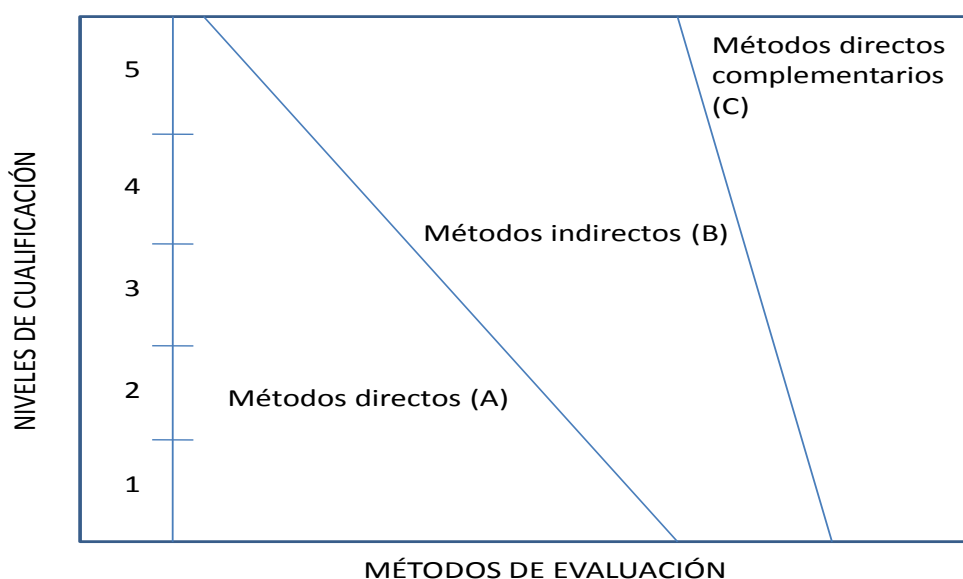 NIVELES DE CUALIFICACIÓN
5
4
3
2
1
Métodos directos
complementarios
(C)
Métodos indirectos (B)
Métodos directos (A)
MÉTODOS DE EVALUACIÓN